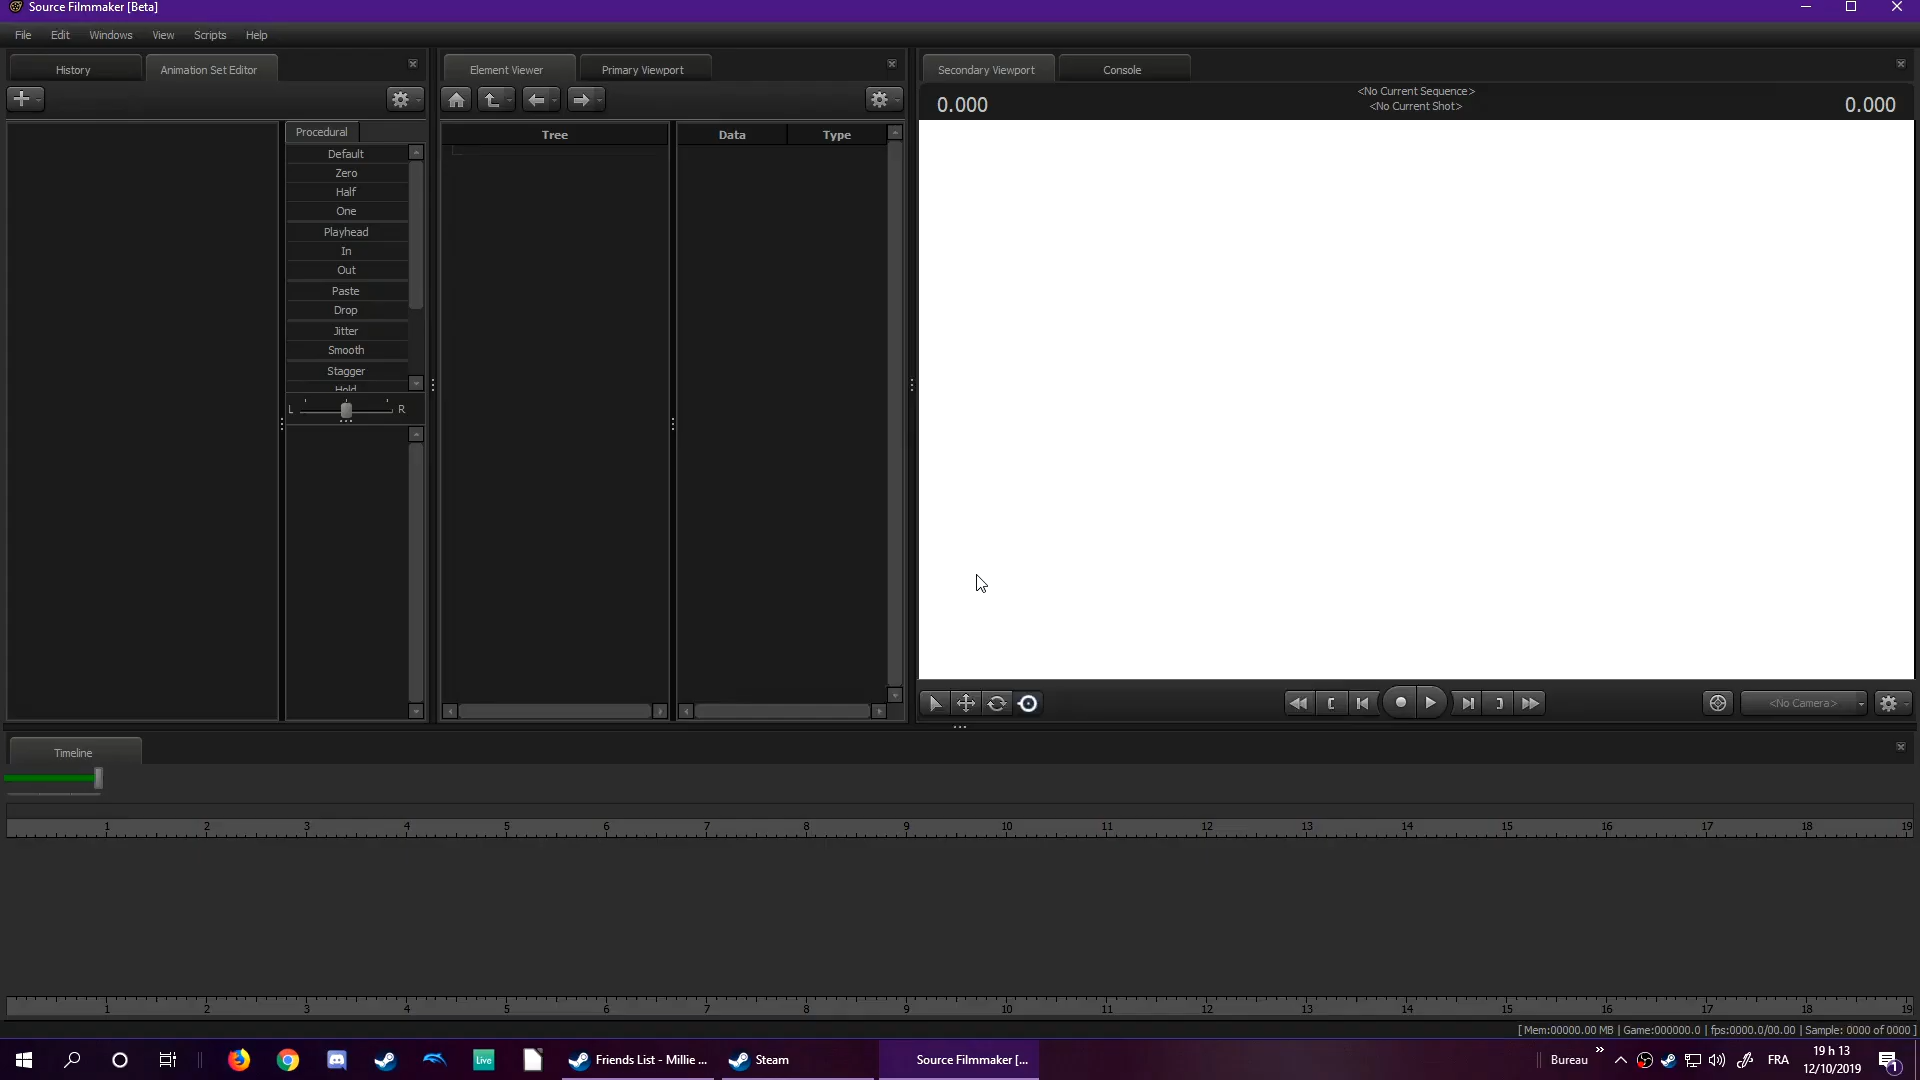 Source Filmmaker [Beta]
File Edit Windows View Scripts Help
History Animation Set Editor
Element Viewer Primary Viewport
Secondary Viewport Console
0.000
<No Current Sequence>
<No Current Shot>
0.000
Procedural
Default
Zero
Half
One
Playhead
In
Out
Paste
Drop
Jitter
Smooth
Stagger
Hold
L R
Tree Data Type
<No Camera>
Timeline
1 2 3 4 5 6 7 8 9 10 11 12 13 14 15 16 17 18 19
1 2 3 4 5 6 7 8 9 10 11 12 13 14 15 16 17 18 19
[ Mem:00000.00 MB | Game:000000.0 | fps:0000.0/00.00 | Sample: 0000 of 0000 ]
Live
Friends List - Millie ...
Steam
Source Filmmaker [...
Bureau
FRA
19 h 13
12/10/2019
1